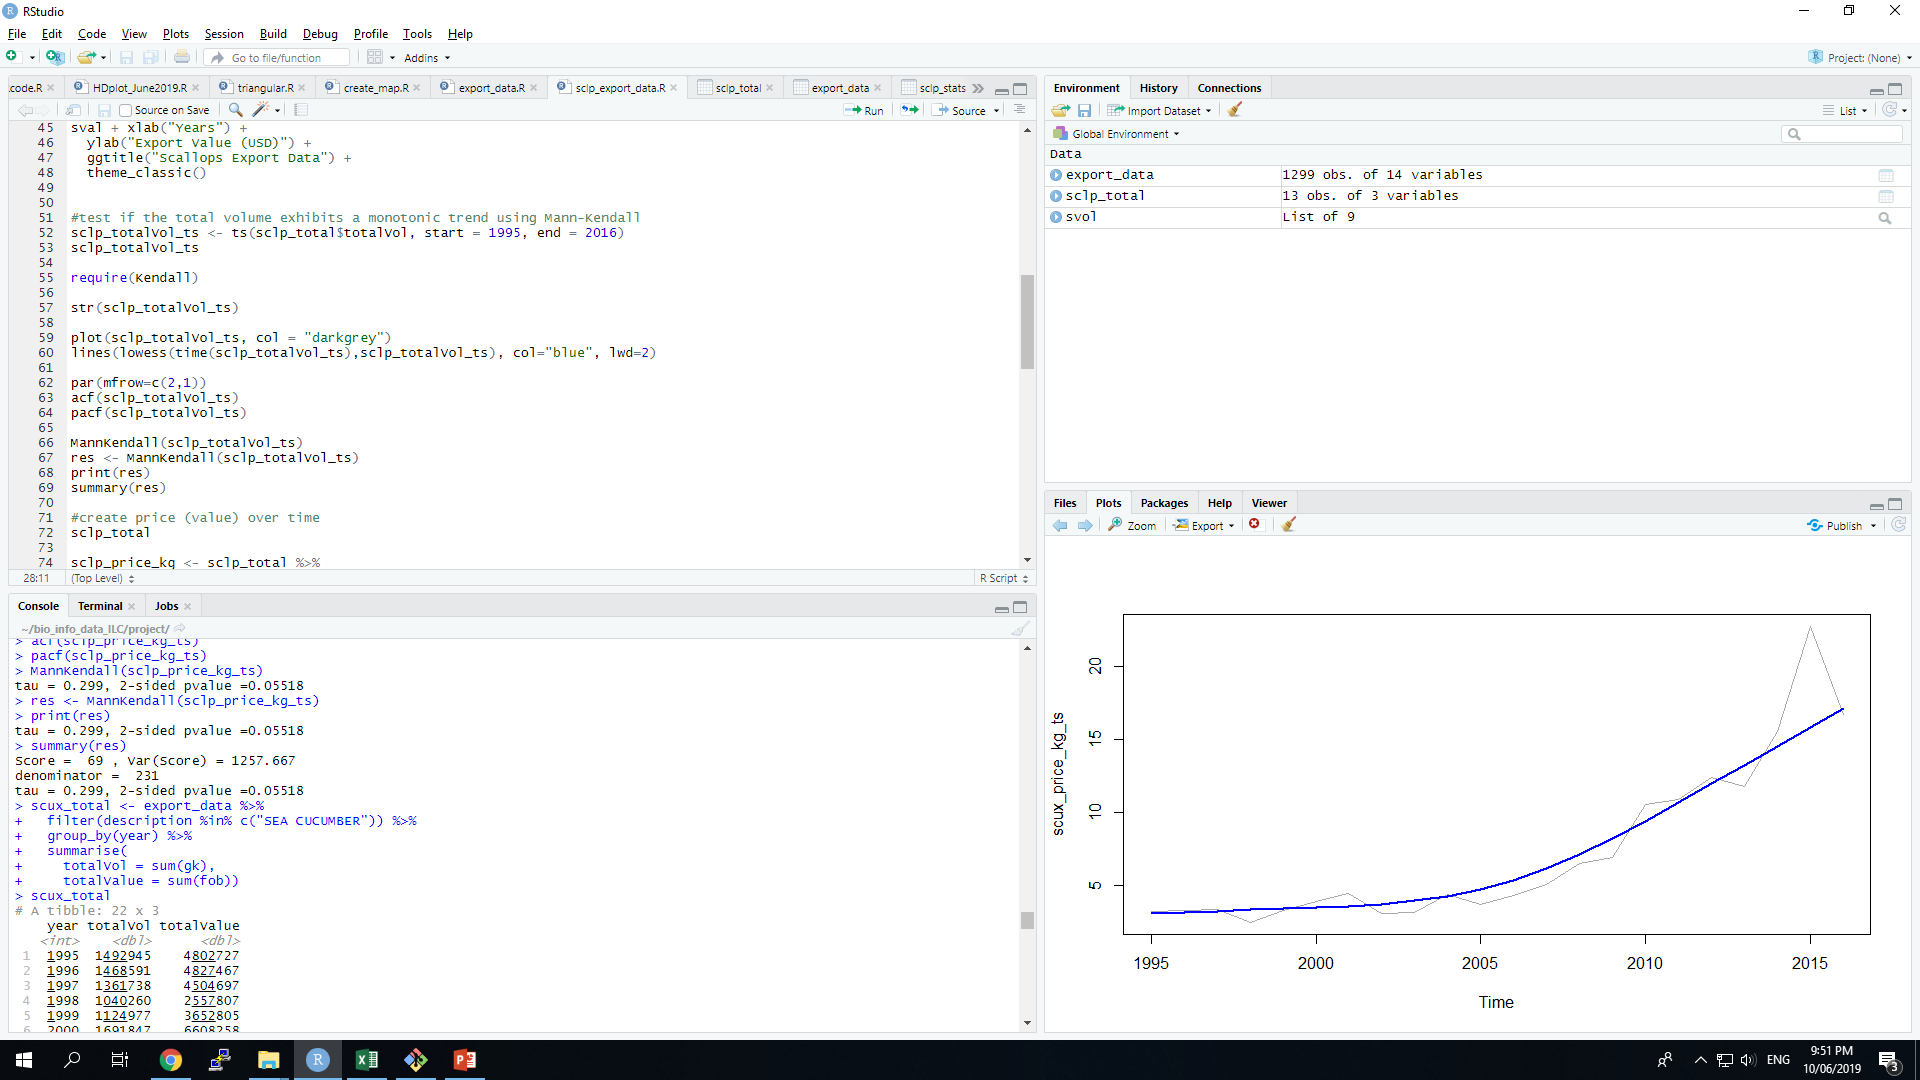 RStudio
File Edit Code View Plots Session Build Debug Profile Tools Help
Go to file/function Addins Project: (None)
:code.R HDplot_June2019.R triangular.R create_map.R export_data.R sclp_export_data.R sclp_total export_data sclp_stats
Source on Save Run Source
45 sval + xlab("Years") +
46 ylab("Export Value (USD)") +
47 ggtitle("Scallops Export Data") +
48 theme_classic()
49
50
51 #test if the total volume exhibits a monotonic trend using Mann-Kendall
52 sclp_totalVol_ts <- ts(sclp_total$totalVol, start = 1995, end = 2016)
53 sclp_totalVol_ts
54
55 require(Kendall)
56
57 str(sclp_totalVol_ts)
58
59 plot(sclp_totalVol_ts, col = "darkgrey")
60 lines(lowess(time(sclp_totalVol_ts),sclp_totalVol_ts), col="blue", lwd=2)
61
62 par(mfrow=c(2,1))
63 acf(sclp_totalVol_ts)
64 pacf(sclp_totalVol_ts)
65
66 MannKendall(sclp_totalVol_ts)
67 res <- MannKendall(sclp_totalVol_ts)
68 print(res)
69 summary(res)
70
71 #create price (value) over time
72 sclp_total
73
74 sclp_price_kg <- sclp_total %>%
28:11 (Top Level) R Script
Console Terminal Jobs
~/bio_info_data_ILC/project/
> acf(sclp_price_kg_ts)
> pacf(sclp_price_kg_ts)
> MannKendall(sclp_price_kg_ts)
tau = 0.299, 2-sided pvalue =0.05518
> res <- MannKendall(sclp_price_kg_ts)
> print(res)
tau = 0.299, 2-sided pvalue =0.05518
> summary(res)
Score =  69 , Var(Score) = 1257.667
denominator =  231
tau = 0.299, 2-sided pvalue =0.05518
> scux_total <- export_data %>%
+   filter(description %in% c("SEA CUCUMBER")) %>%
+   group_by(year) %>%
+   summarise(
+     totalVol = sum(gk),
+     totalValue = sum(fob))
> scux_total
# A tibble: 22 x 3
year totalVol totalValue
<int> <dbl> <dbl>
1 1995 1492945 4802727
2 1996 1468591 4827467
3 1997 1361738 4504697
4 1998 1040260 2557807
5 1999 1124977 3652805
6 2000 1691847 6608258
Environment History Connections
Import Dataset List
Global Environment
Data
export_data 1299 obs. of 14 variables
sclp_total 13 obs. of 3 variables
svol List of 9
Files Plots Packages Help Viewer
Zoom Export Publish
20
15
10
5
scux_price_kg_ts
1995 2000 2005 2010 2015
Time
ENG
9:51 PM
10/06/2019
3